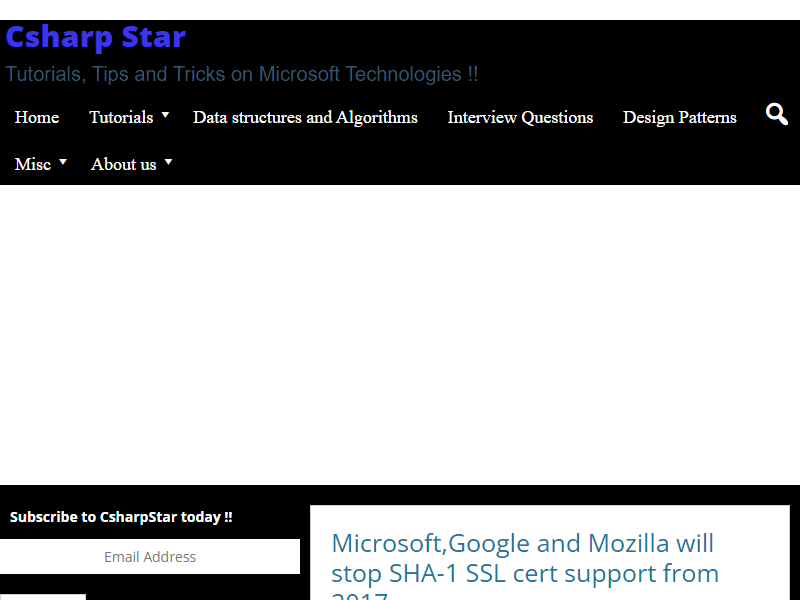 Csharp Star
Tutorials, Tips and Tricks on Microsoft Technologies !!
Home Tutorials Data structures and Algorithms Interview Questions Design Patterns
Misc About us
Subscribe to CsharpStar today !!
Email Address
Microsoft,Google and Mozilla will
stop SHA-1 SSL cert support from
2017